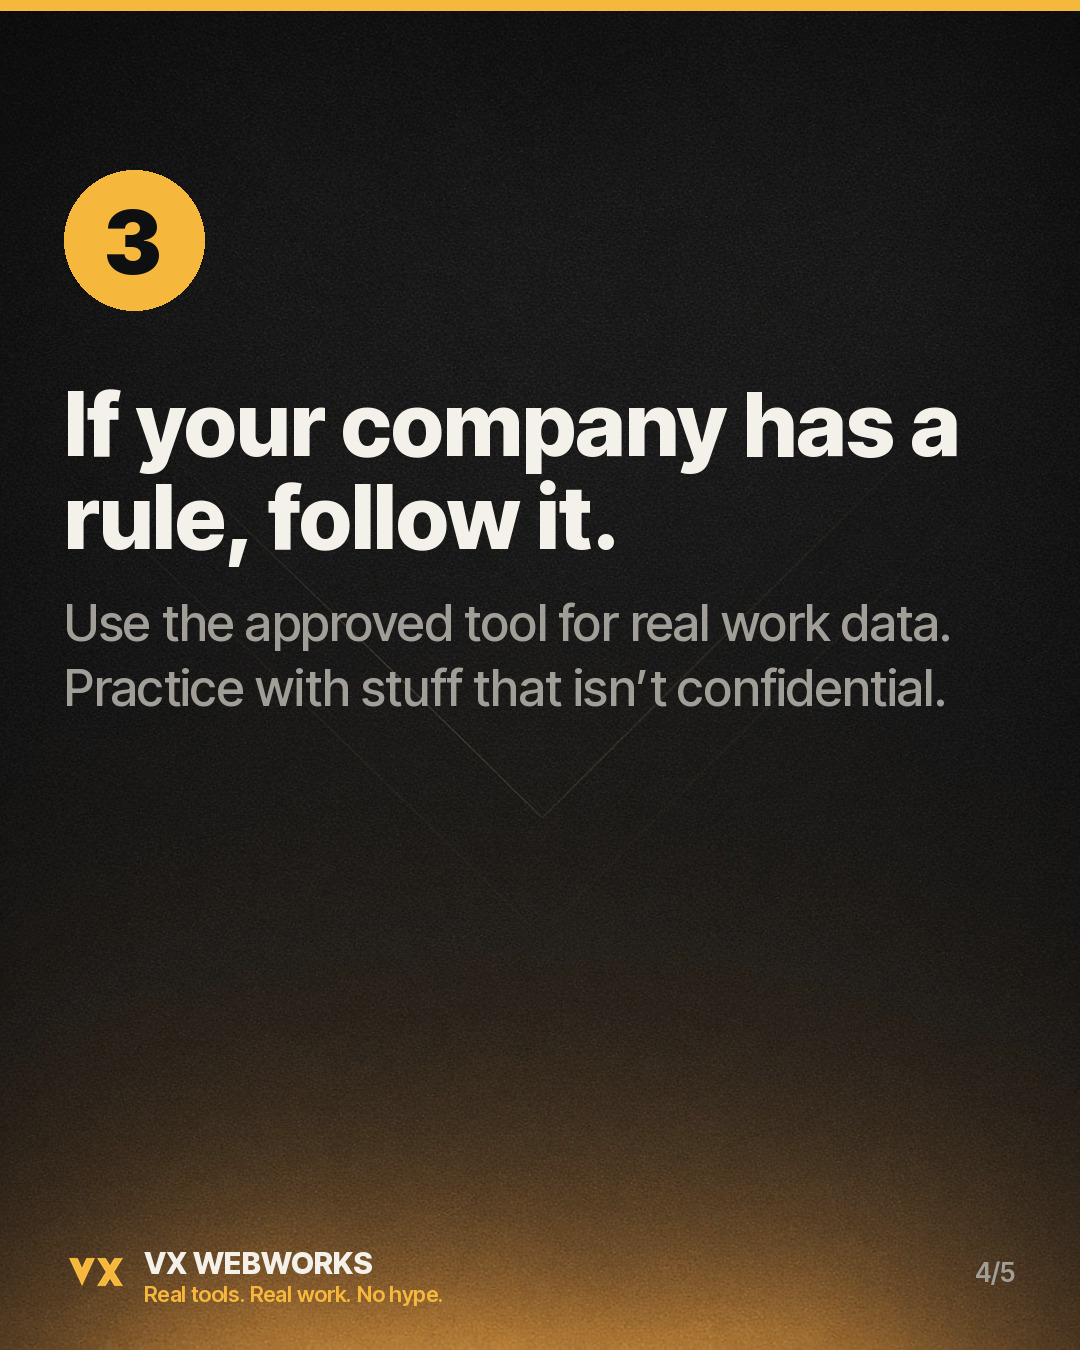 3
If your company has a
rule, follow it.
Use the approved tool for real work data.
Practice with stuff that isn’t confidential.
VX
VX WEBWORKS
Real tools. Real work. No hype.
4/5